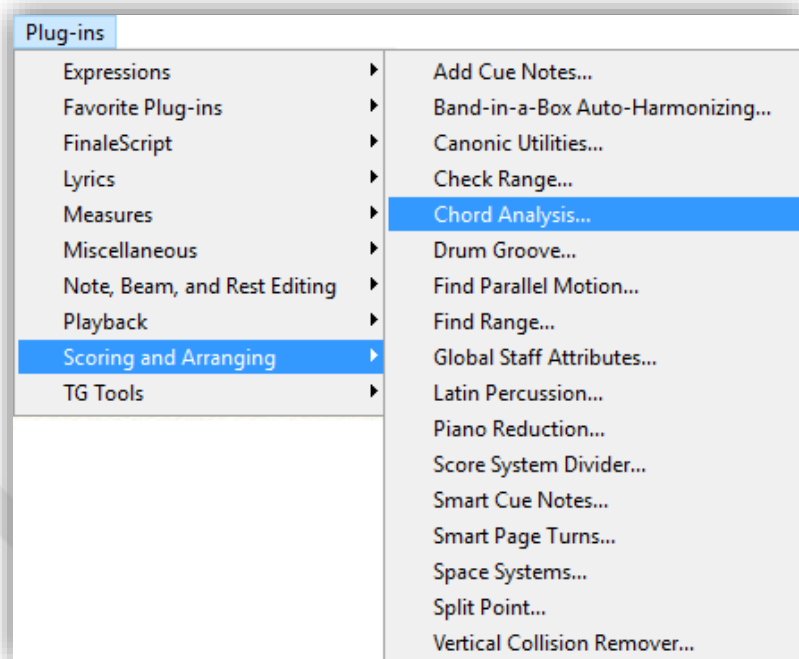 Plug-ins
Expressions
Favorite Plug-ins
FinaleScript
Lyrics
Measures
Miscellaneous
Note, Beam, and Rest Editing
Playback
Scoring and Arranging
TG Tools
Add Cue Notes...
Band-in-a-Box Auto-Harmonizing...
Canonic Utilities...
Check Range...
Chord Analysis...
Drum Groove...
Find Parallel Motion...
Find Range...
Global Staff Attributes...
Latin Percussion...
Piano Reduction...
Score System Divider...
Smart Cue Notes...
Smart Page Turns...
Space Systems...
Split Point...
Vertical Collision Remover...